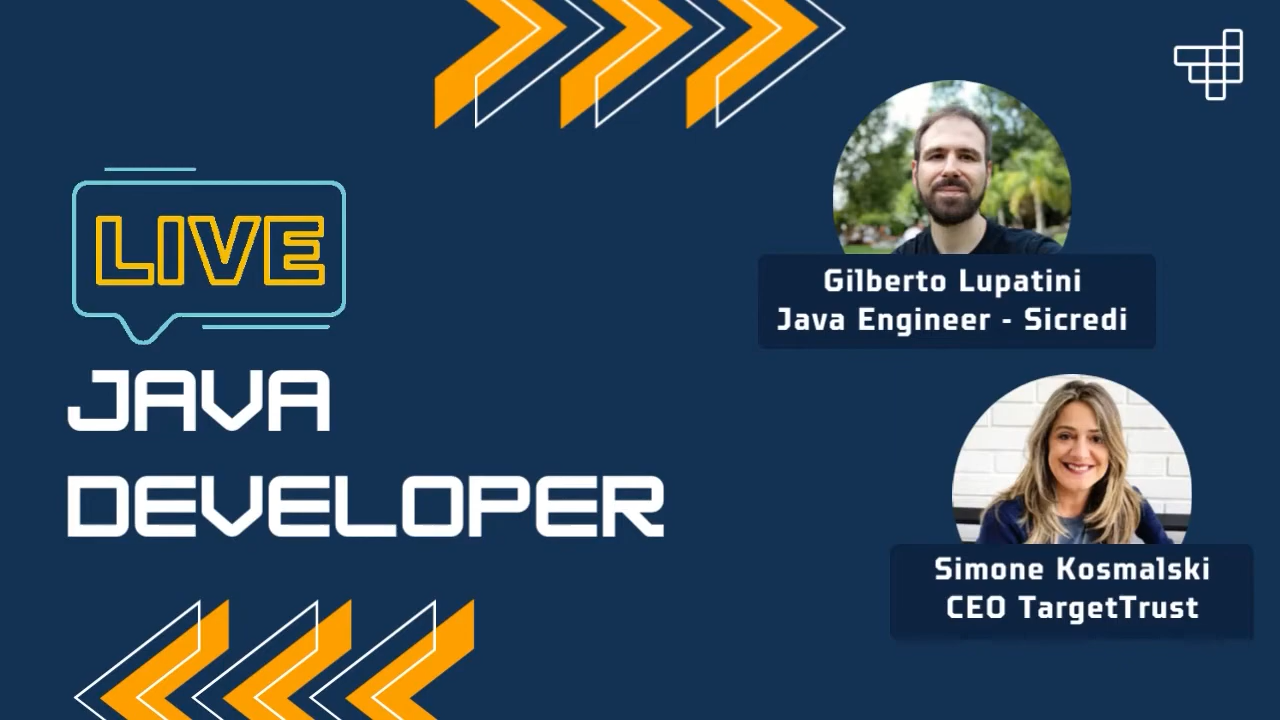 LIVE
JAVA
DEVELOPER
Gilberto Lupatini
Java Engineer - Sicredi
Simone Kosmalski
CEO TargetTrust